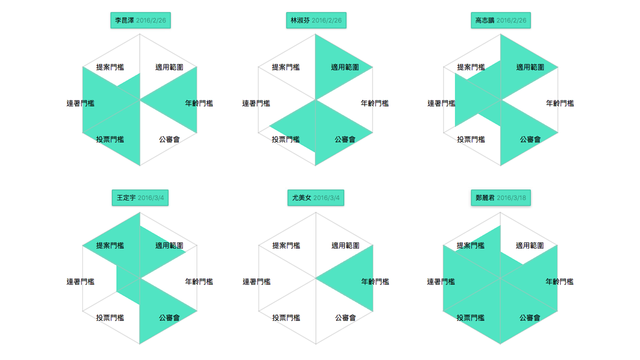 李昆澤 2016/2/26
林淑芬 2016/2/26
高志鵬 2016/2/26
提案門檻 適用範圍
連署門檻 年齡門檻
投票門檻 公審會
提案門檻 適用範圍
連署門檻 年齡門檻
投票門檻 公審會
提案門檻 適用範圍
連署門檻 年齡門檻
投票門檻 公審會
王定宇 2016/3/4
尤美女 2016/3/4
鄭麗君 2016/2/18
提案門檻 適用範圍
連署門檻 年齡門檻
投票門檻 公審會
提案門檻 適用範圍
連署門檻 年齡門檻
投票門檻 公審會
提案門檻 適用範圍
連署門檻 年齡門檻
投票門檻 公審會